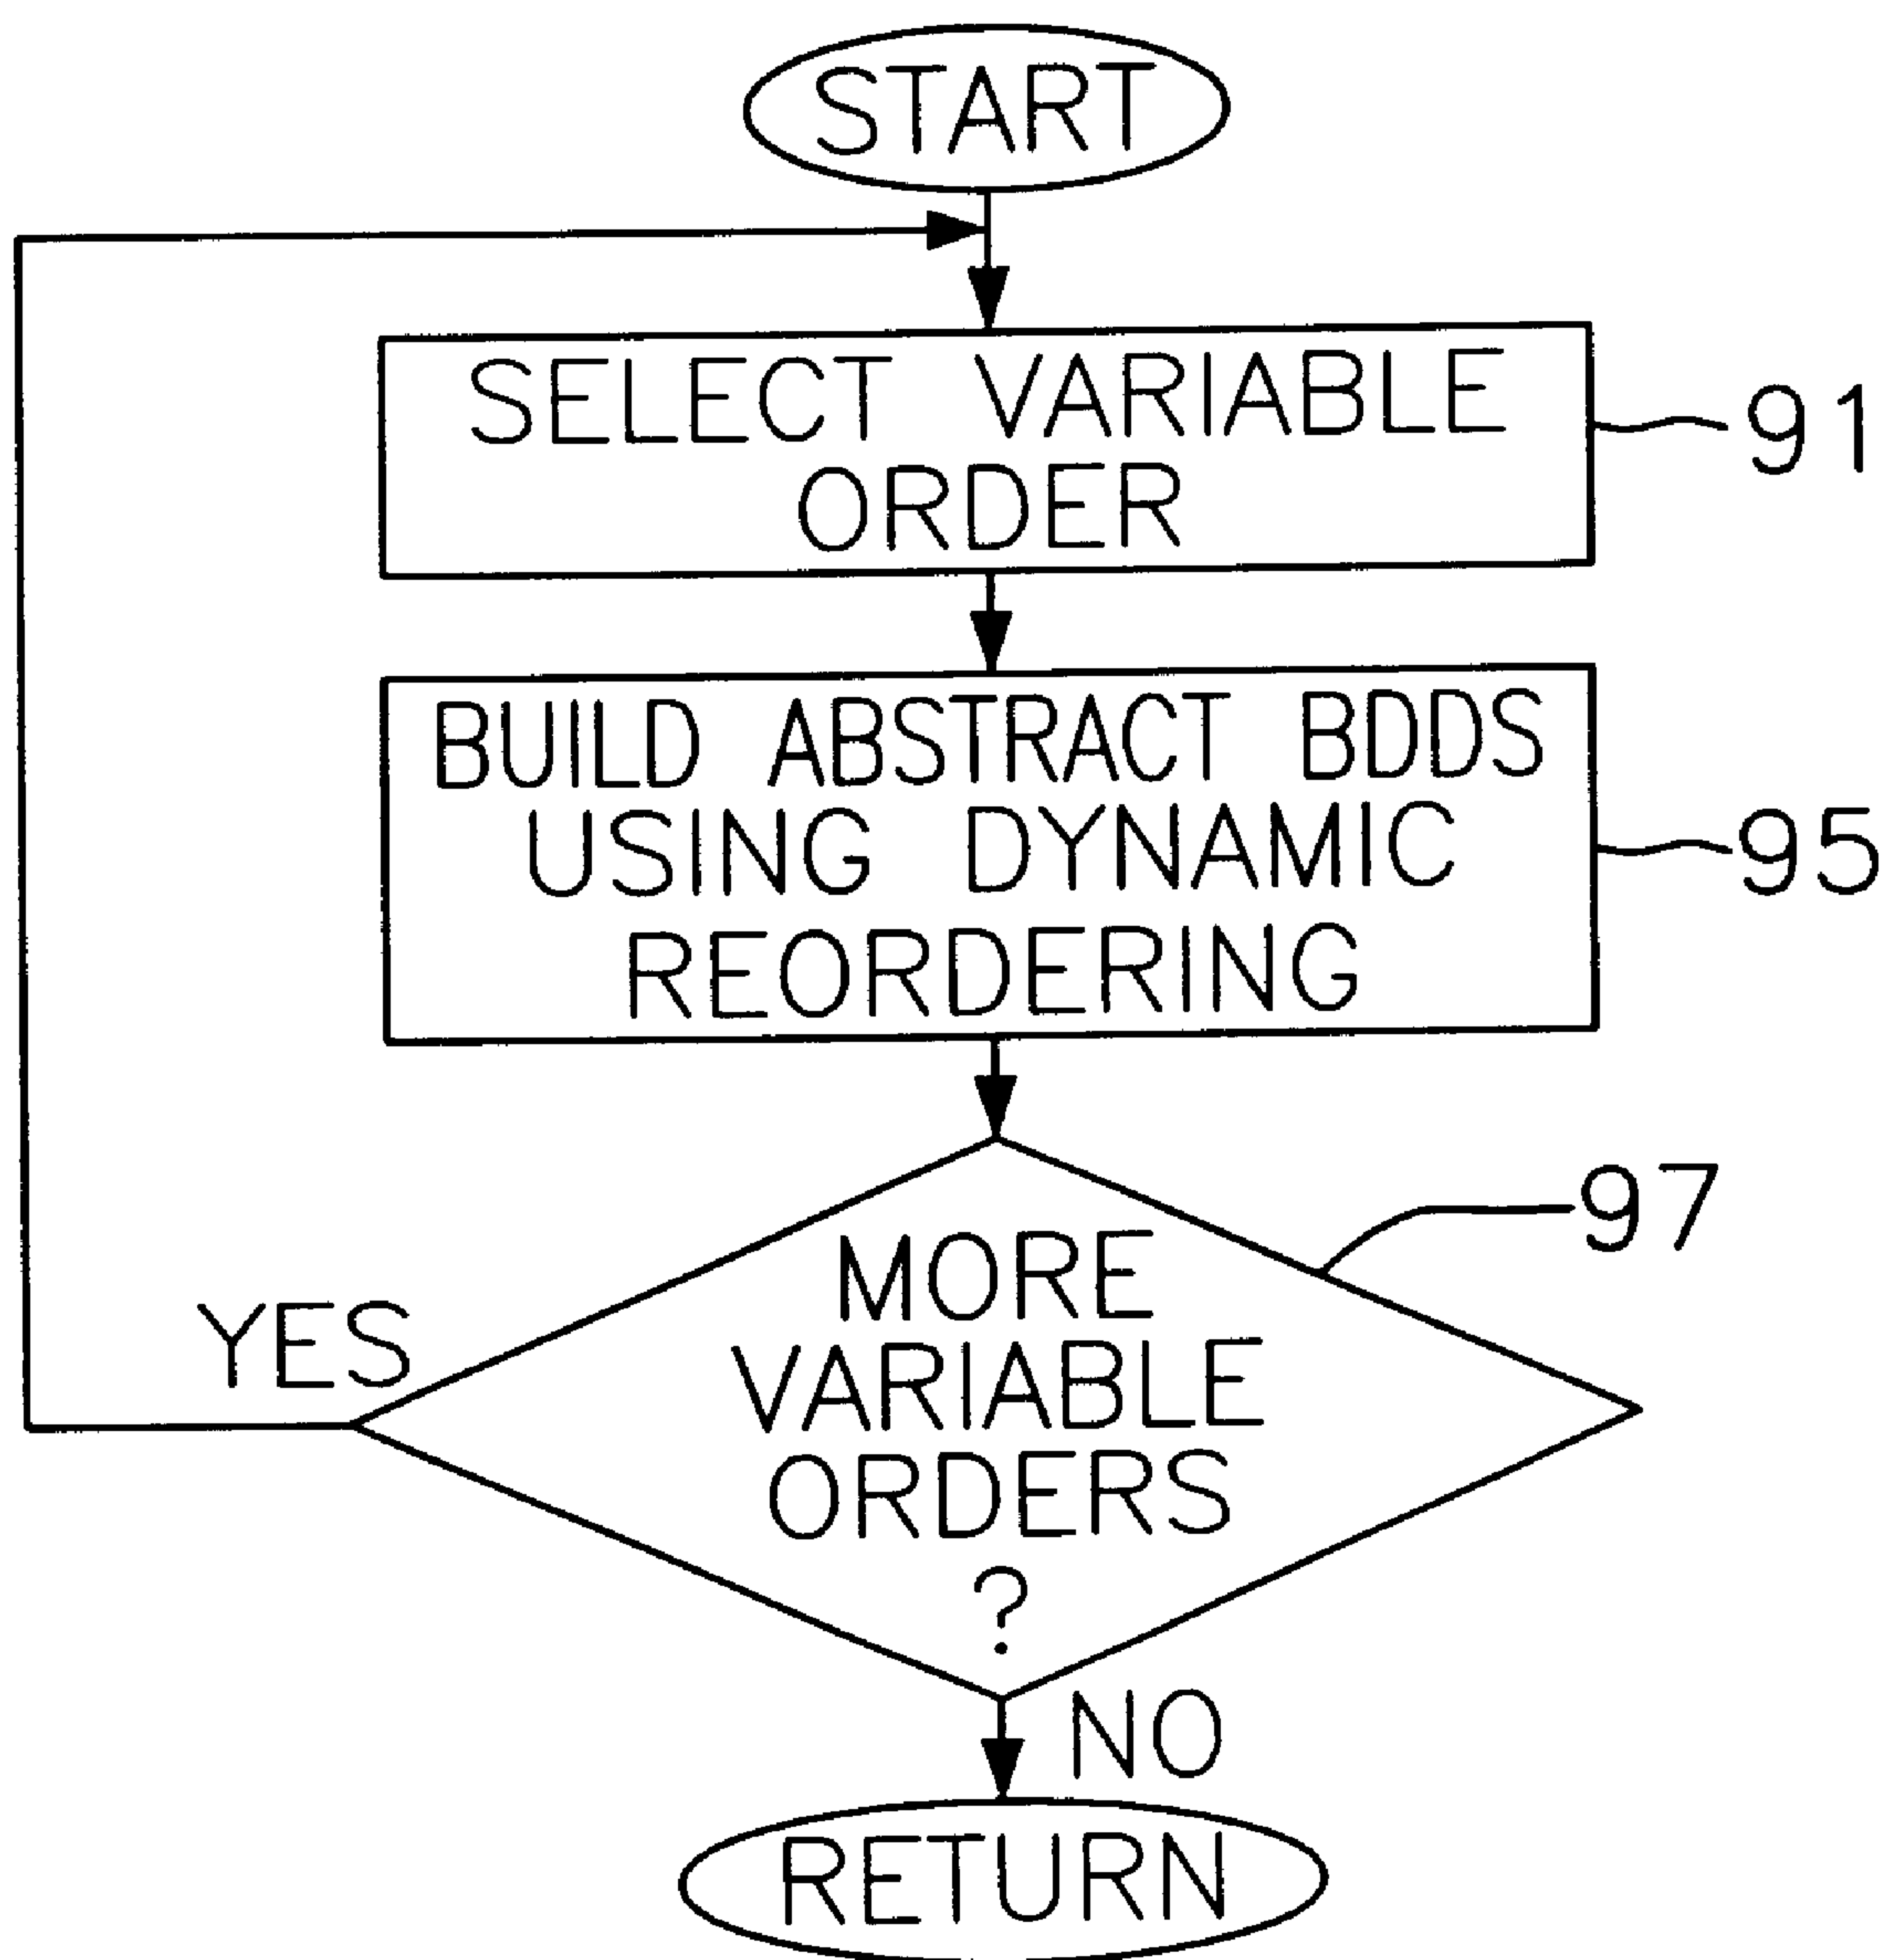 START
SELECT VARIABLE
ORDER
91
BUILD ABSTRACT BDDS
USING DYNAMIC
REORDERING
95
MORE
VARIABLE
ORDERS
?
97
YES
NO
RETURN